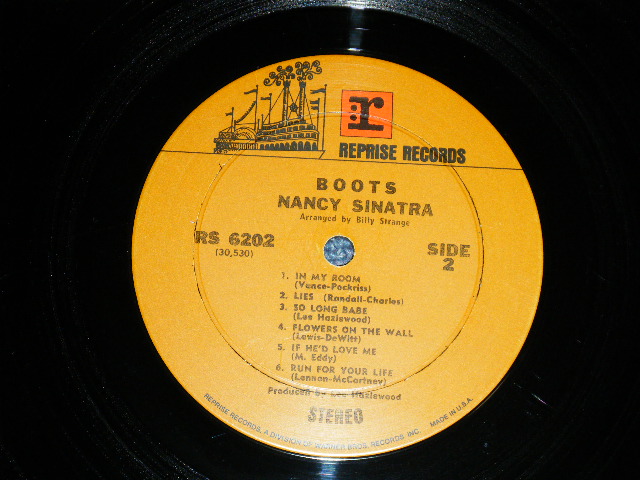 r:
REPRISE RECORDS
BOOTS
NANCY SINATRA
Arranged by Billy Strange
RS 6202
(30,530)
SIDE
2
1. IN MY ROOM
(Vance-Pockriss)
2. LIES (Randall-Charles)
3. SO LONG BABE
(Lee Hazlewood)
4. FLOWERS ON THE WALL
(Lewis-DeWitt)
5. IF HE'D LOVE ME
(M. Eddy)
6. RUN FOR YOUR LIFE
(Lennon-McCartney)
Produced by Lee Hazlewood
STEREO
REPRISE RECORDS, A DIVISION OF WARNER BROS. RECORDS, INC. MADE IN U.S.A.